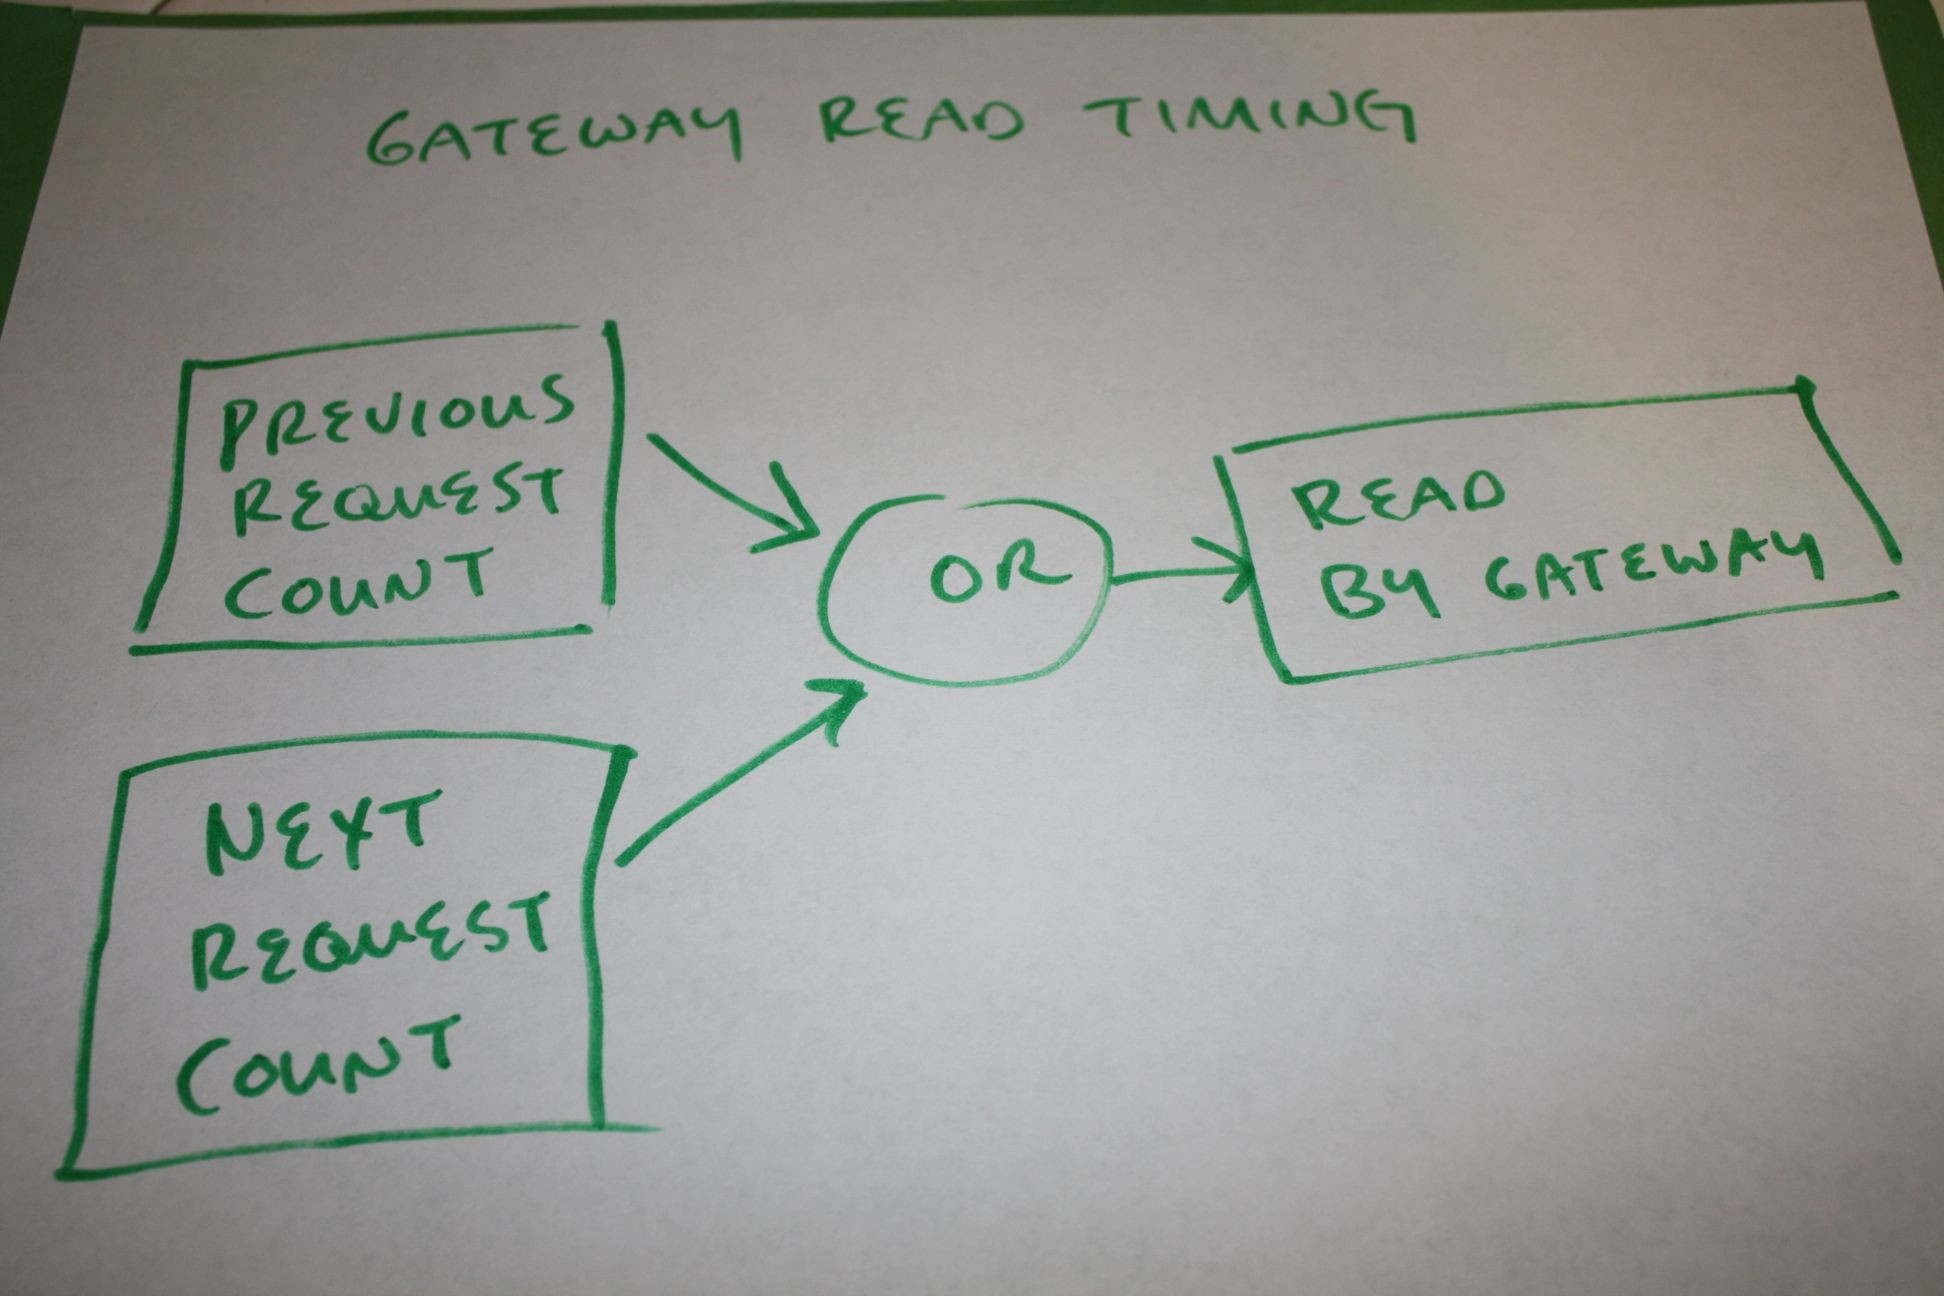 GATEWAY READ TIMING
PREVIOUS
REQUEST
COUNT
OR
READ
BY GATEWAY
NEXT
REQUEST
COUNT